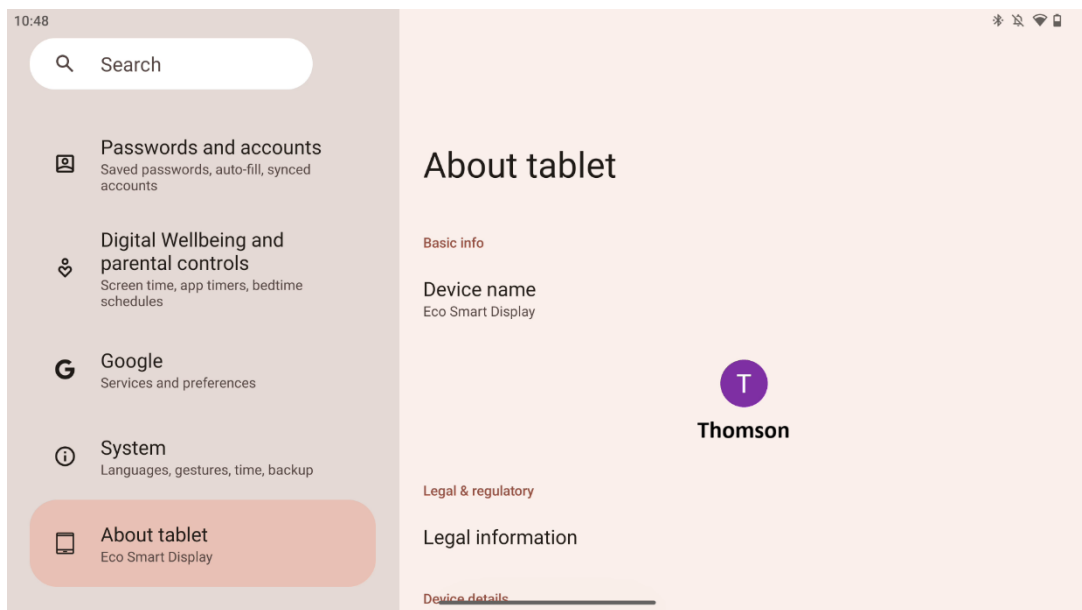 10:48
Search
Passwords and accounts
Saved passwords, auto-fill, synced
accounts
Digital Wellbeing and
parental controls
Screen time, app timers, bedtime
schedules
Google
Services and preferences
System
Languages, gestures, time, backup
About tablet
Eco Smart Display
About tablet
Basic info
Device name
Eco Smart Display
T
Thomson
Legal & regulatory
Legal information
Device details